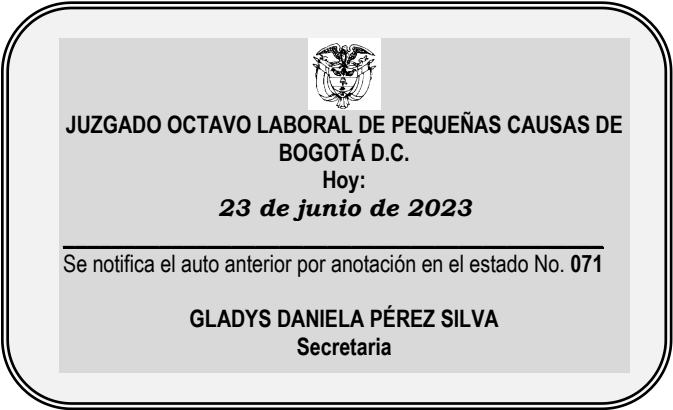 JUZGADO OCTAVO LABORAL DE PEQUEÑAS CAUSAS DE
BOGOTÁ D.C.
Hoy:
23 de junio de 2023
Se notifica el auto anterior por anotación en el estado No. 071
GLADYS DANIELA PÉREZ SILVA
Secretaria